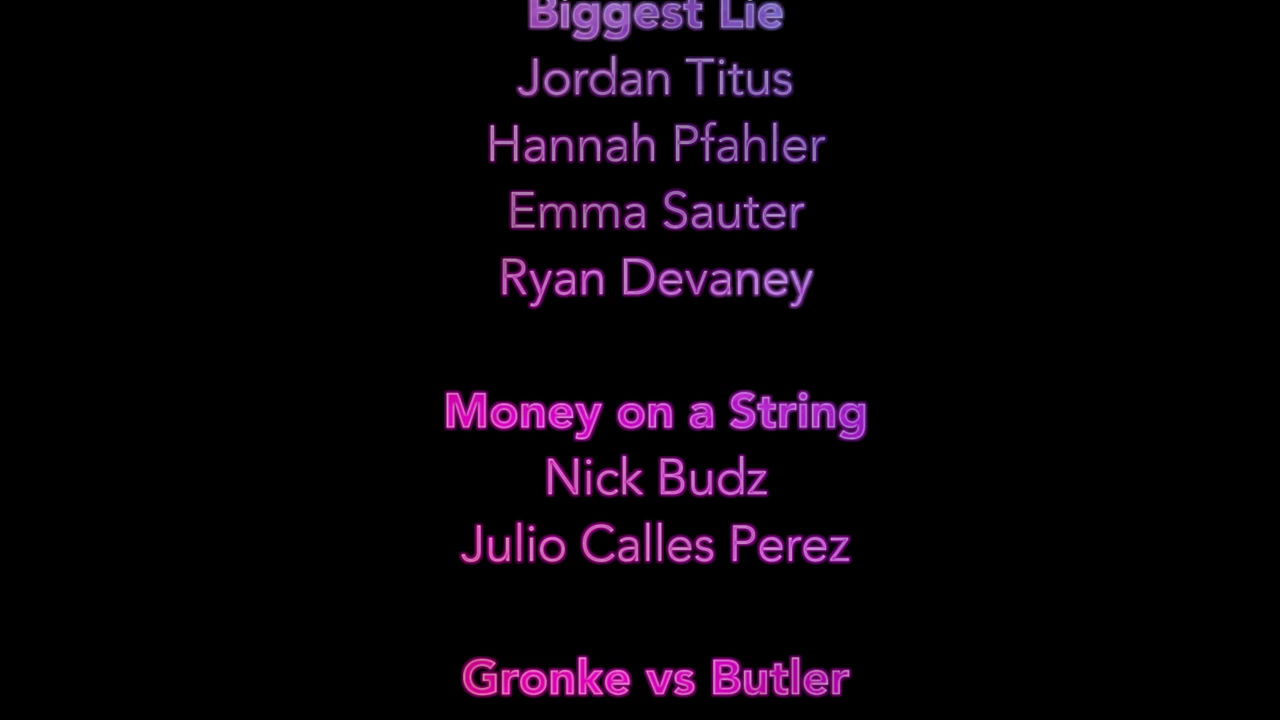 Biggest Lie
Jordan Titus
Hannah Pfahler
Emma Sauter
Ryan Devaney
Money on a String
Nick Budz
Julio Calles Perez
Gronke vs Butler